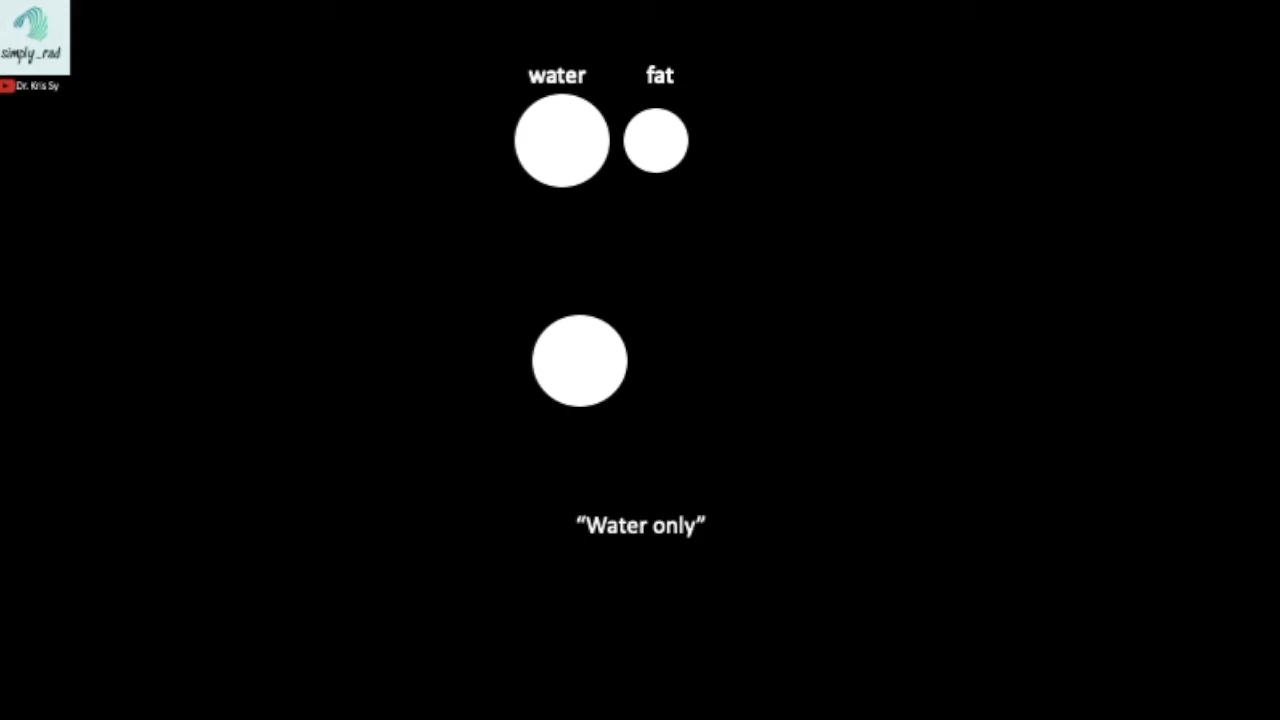 simply_rad
Dr. Kris Sy
water fat
“Water only”